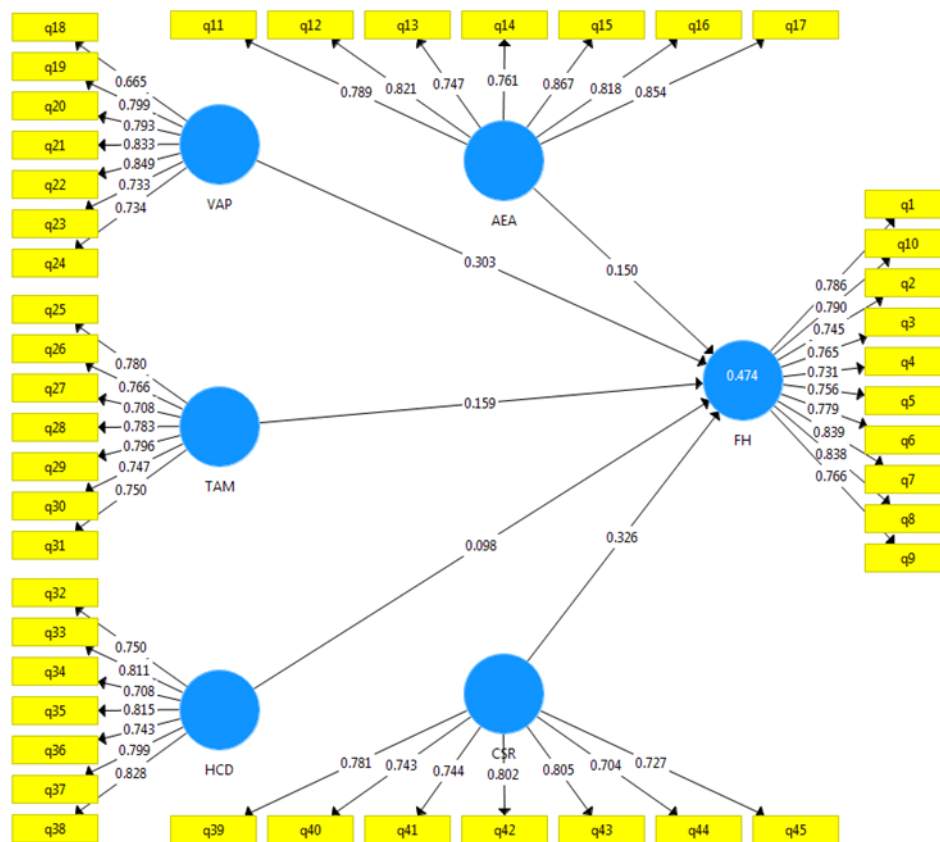 q18
q19
q20
q21
q22
q23
q24
0.665
0.799
0.793
0.833
0.849
0.733
0.734
VAP
q11
q12
q13
q14
q15
q16
q17
0.789
0.821
0.747
0.761
0.867
0.818
0.854
AEA
0.303
0.150
q25
q26
q27
q28
q29
q30
q31
0.780
0.766
0.708
0.783
0.796
0.747
0.750
TAM
0.159
0.474
FH
q1
q10
q2
q3
q4
q5
q6
q7
q8
q9
0.786
0.790
0.745
0.765
0.731
0.756
0.779
0.839
0.838
0.766
q32
q33
q34
q35
q36
q37
q38
0.750
0.811
0.708
0.815
0.743
0.799
0.828
HCD
0.098
0.326
CSR
0.781
0.743
0.744
0.802
0.805
0.704
0.727
q39
q40
q41
q42
q43
q44
q45